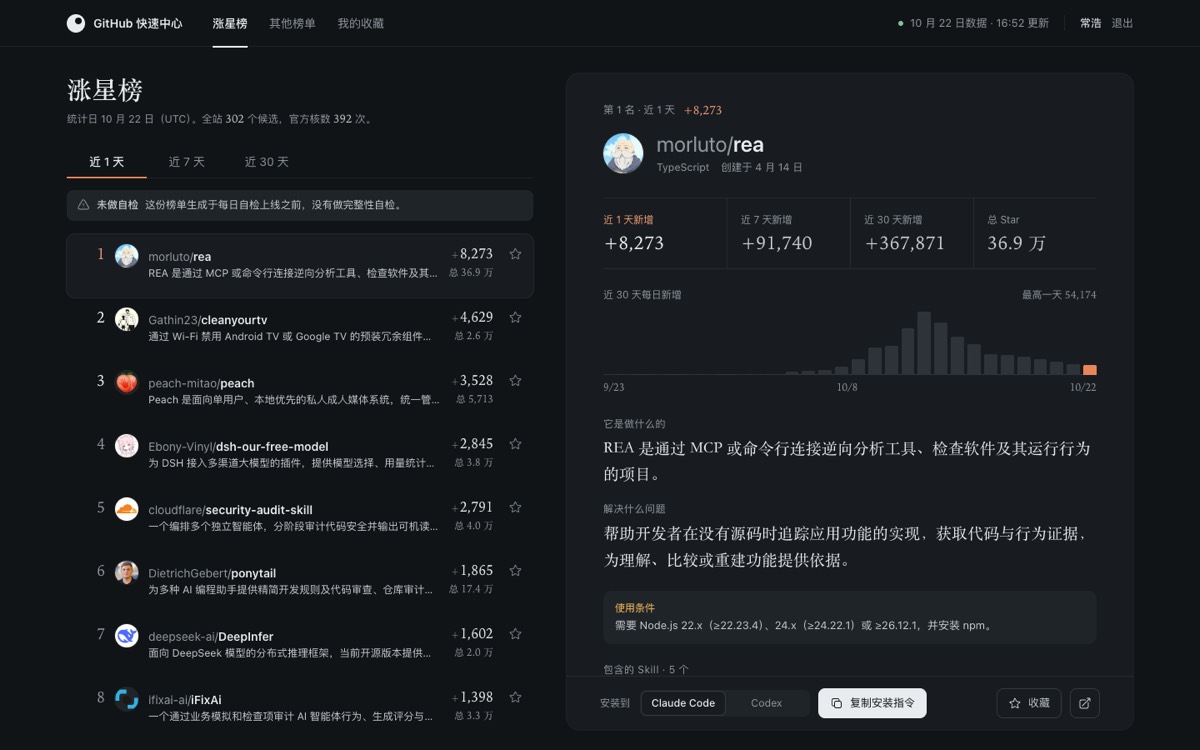 GitHub 快速中心
涨星榜
其他榜单
我的收藏
10 月 22 日数据 · 16:52 更新
常浩
退出
涨星榜
统计日 10 月 22 日（UTC）。全站 302 个候选，官方核数 392 次。
近 1 天
近 7 天
近 30 天
未做自检 这份榜单生成于每日自检上线之前，没有做完整性自检。
1
morluto/rea
+8,273
REA 是通过 MCP 或命令行连接逆向分析工具、检查软件及其...
总 36.9 万
2
Gathin23/cleanyourtv
+4,629
通过 Wi-Fi 禁用 Android TV 或 Google TV 的预装冗余组件...
总 2.6 万
3
peach-mitao/peach
+3,528
Peach 是面向单用户、本地优先的私人成人媒体系统，统一管...
总 5,713
4
Ebony-Vinyl/dsh-our-free-model
+2,845
为 DSH 接入多渠道大模型的插件，提供模型选择、用量统计...
总 3.8 万
5
cloudflare/security-audit-skill
+2,791
一个编排多个独立智能体，分阶段审计代码安全并输出可机读...
总 4.0 万
6
DietrichGebert/ponytail
+1,865
为多种 AI 编程助手提供精简开发规则及代码审查、仓库审计...
总 17.4 万
7
deepseek-ai/DeepInfer
+1,602
面向 DeepSeek 模型的分布式推理框架，当前开源版本提供...
总 2.0 万
8
ifixai-ai/iFixAi
+1,398
一个通过业务模拟和检查项审计 AI 智能体行为、生成评分与...
总 3.3 万
第 1 名 · 近 1 天 +8,273
morluto/rea
TypeScript 创建于 4 月 14 日
近 1 天新增
+8,273
近 7 天新增
+91,740
近 30 天新增
+367,871
总 Star
36.9 万
近 30 天每日新增
最高一天 54,174
9/23
10/8
10/22
它是做什么的
REA 是通过 MCP 或命令行连接逆向分析工具、检查软件及其运行行为
的项目。
解决什么问题
帮助开发者在没有源码时追踪应用功能的实现，获取代码与行为证据，
为理解、比较或重建功能提供依据。
使用条件
需要 Node.js 22.x（≥22.23.4）、24.x（≥24.22.1）或 ≥26.12.1，并安装 npm。
包含的 Skill · 5 个
安装到
Claude Code
Codex
复制安装指令
收藏